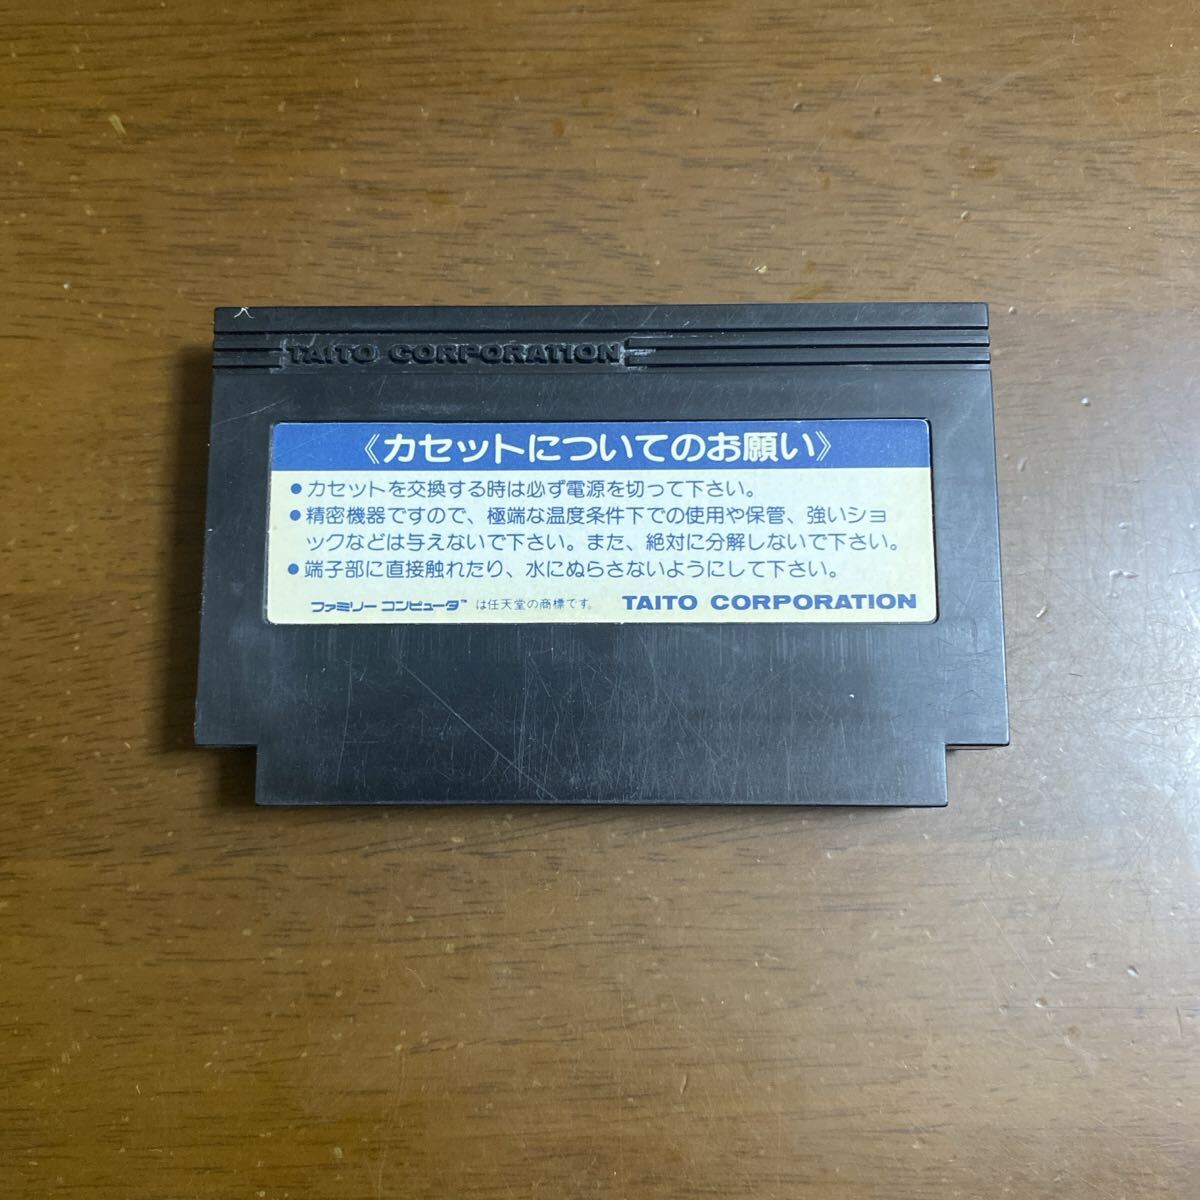 TAITO CORPORATION
《カセットについてのお願い》
●カセットを交換する時は必ず電源を切って下さい。
●精密機器ですので、極端な温度条件下での使用や保管、強いショ
ックなどは与えないで下さい。また、絶対に分解しないで下さい。
●端子部に直接触れたり、水にぬらさないようにして下さい。
ファミリーコンピュータ™は任天堂の商標です。 TAITO CORPORATION